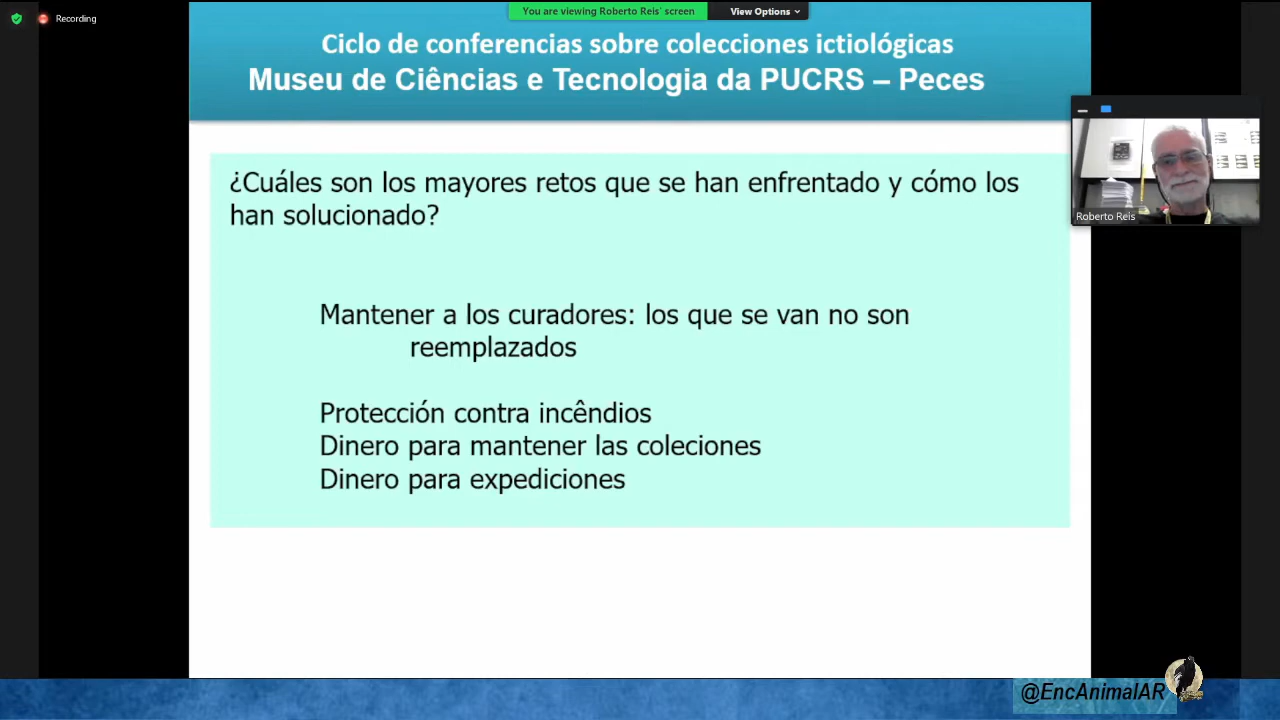 Recording
You are viewing Roberto Reis' screen
View Options
Ciclo de conferencias sobre colecciones ictiológicas
Museu de Ciências e Tecnologia da PUCRS – Peces
¿Cuáles son los mayores retos que se han enfrentado y cómo los
han solucionado?
Roberto Reis
Mantener a los curadores: los que se van no son
reemplazados
Protección contra incêndios
Dinero para mantener las coleciones
Dinero para expediciones
@EncAnimalAR